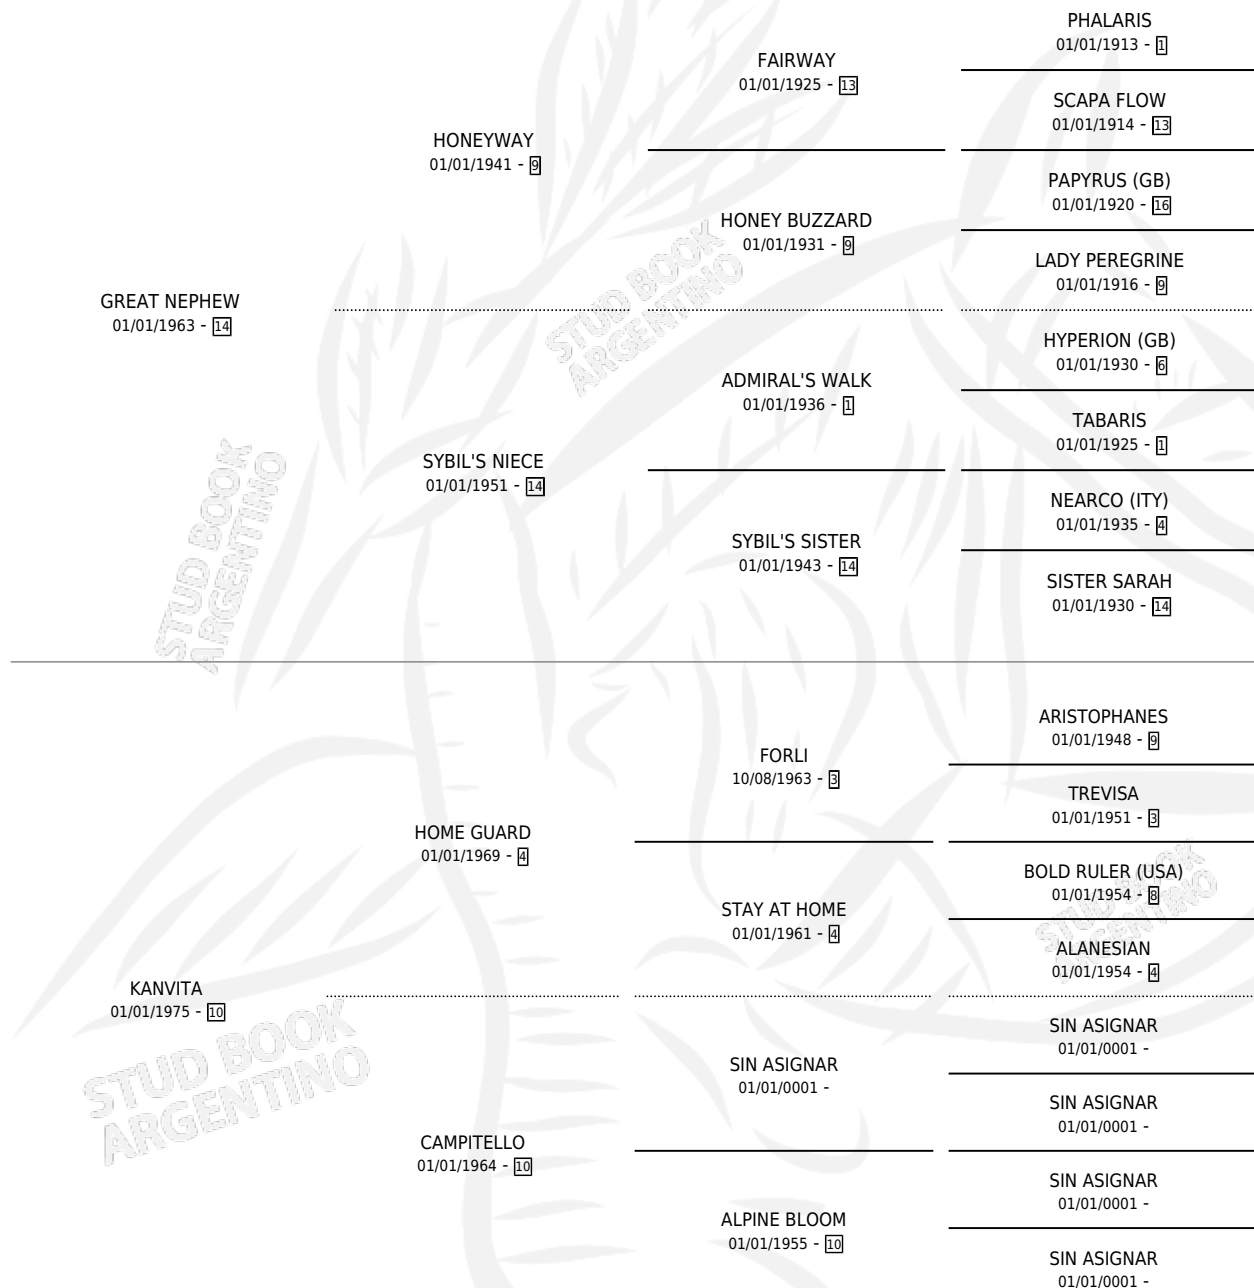 PHALARIS
01/01/1913 - 1
FAIRWAY
01/01/1925 - 13
SCAPA FLOW
01/01/1914 - 13
HONEYWAY
01/01/1941 - 9
PAPYRUS (GB)
01/01/1920 - 16
HONEY BUZZARD
01/01/1931 - 9
LADY PEREGRINE
01/01/1916 - 9
GREAT NEPHEW
01/01/1963 - 14
HYPERION (GB)
01/01/1930 - 6
ADMIRAL'S WALK
01/01/1936 - 1
TABARIS
01/01/1925 - 1
SYBIL'S NIECE
01/01/1951 - 14
NEARCO (ITY)
01/01/1935 - 4
SYBIL'S SISTER
01/01/1943 - 14
SISTER SARAH
01/01/1930 - 14
STUD BOOK
ARGENTINO
STUD BOOK
ARGENTINO
ARISTOPHANES
01/01/1948 - 9
FORLI
10/08/1963 - 3
TREVISA
01/01/1951 - 3
HOME GUARD
01/01/1969 - 4
BOLD RULER (USA)
01/01/1954 - 8
STAY AT HOME
01/01/1961 - 4
ALANESIAN
01/01/1954 - 4
STUD BOOK
ARGENTINO
KANVITA
01/01/1975 - 10
SIN ASIGNAR
01/01/0001 -
SIN ASIGNAR
01/01/0001 -
SIN ASIGNAR
01/01/0001 -
STUD BOOK
ARGENTINO
CAMPITELLO
01/01/1964 - 10
SIN ASIGNAR
01/01/0001 -
ALPINE BLOOM
01/01/1955 - 10
SIN ASIGNAR
01/01/0001 -